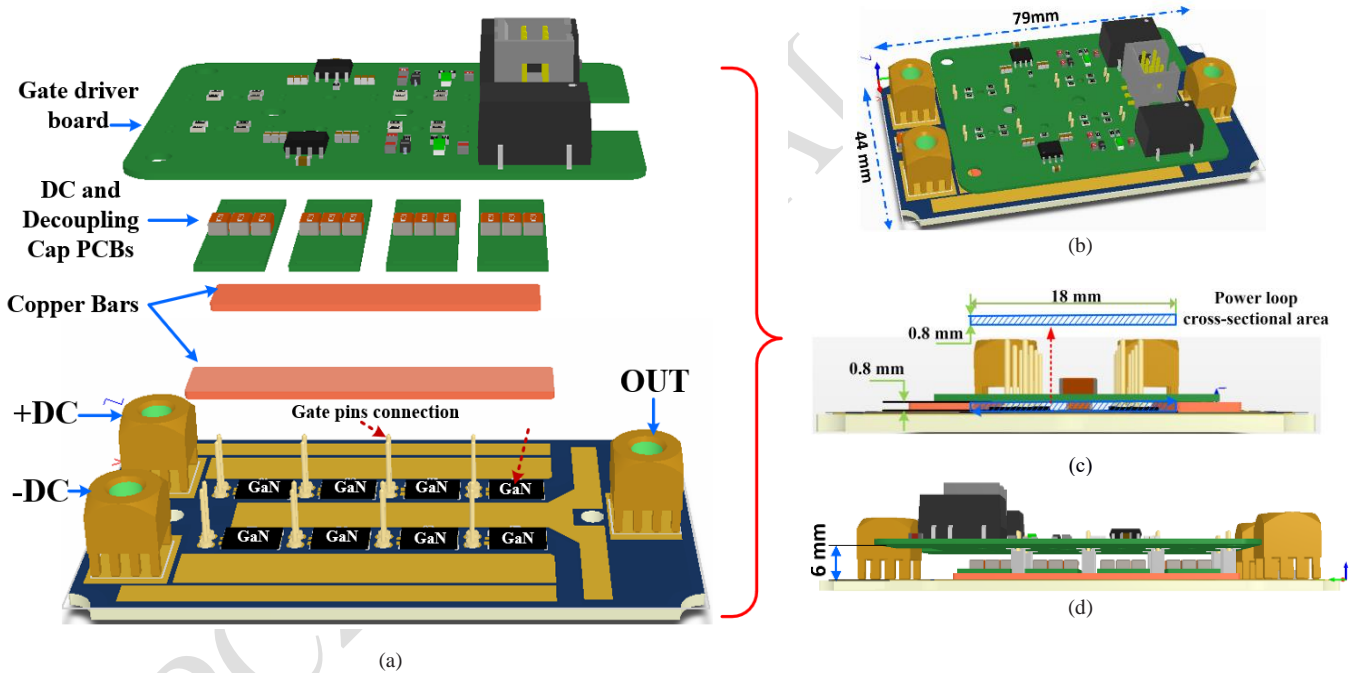 Gate driver
board
DC and
Decoupling
Cap PCBs
Copper Bars
+DC
-DC
Gate pins connection
OUT
GaN
GaN
GaN
GaN
GaN
GaN
GaN
GaN
(a)
79mm
44 mm
(b)
18 mm
Power loop
cross-sectional area
0.8 mm
0.8 mm
(c)
6 mm
(d)